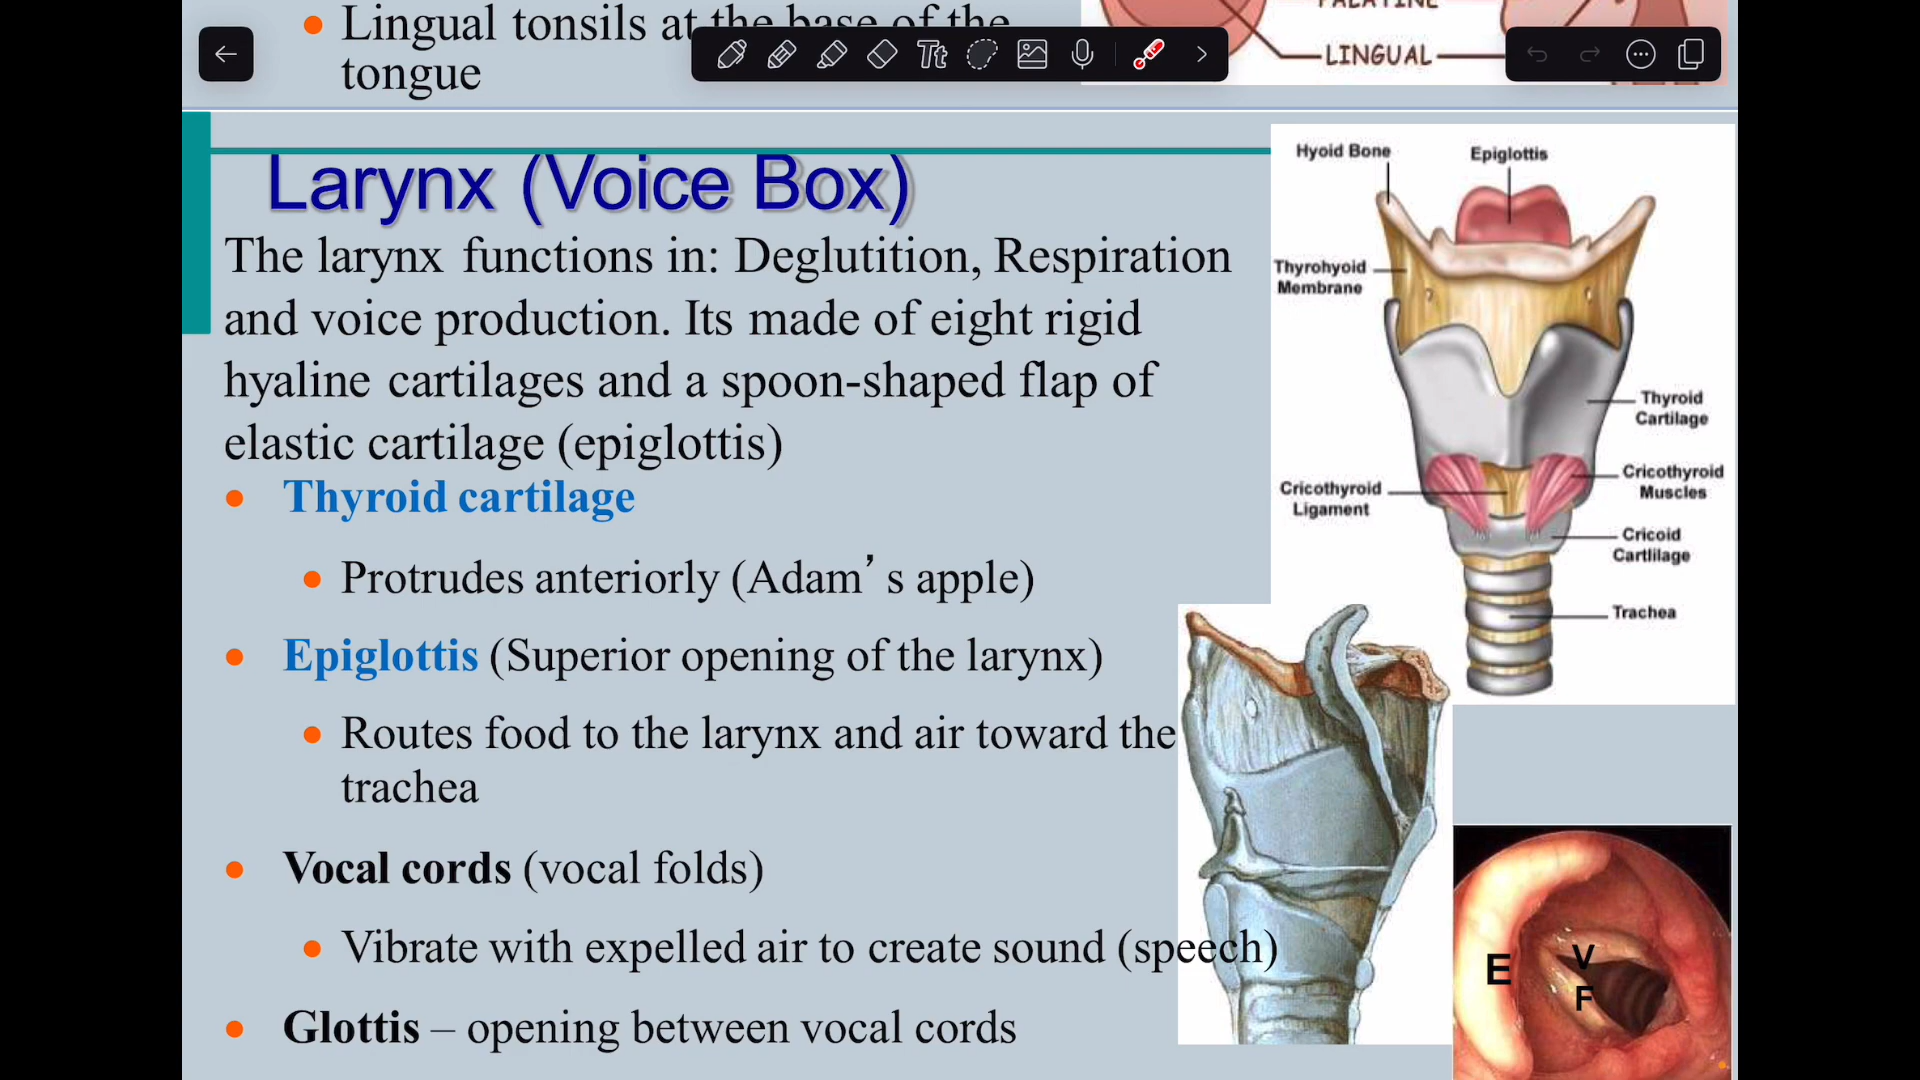 Lingual tonsils at the base of the
tongue
PALATINE
LINGUAL
Tt
Larynx (Voice Box)
The larynx functions in: Deglutition, Respiration
and voice production. Its made of eight rigid
hyaline cartilages and a spoon-shaped flap of
elastic cartilage (epiglottis)
Thyroid cartilage
Protrudes anteriorly (Adam’s apple)
Epiglottis (Superior opening of the larynx)
Routes food to the larynx and air toward the
trachea
Vocal cords (vocal folds)
Vibrate with expelled air to create sound (speech)
Glottis – opening between vocal cords
Hyoid Bone
Epiglottis
Thyrohyoid
Membrane
Thyroid
Cartilage
Cricothyroid
Muscles
Cricothyroid
Ligament
Cricoid
Cartlilage
Trachea
E
V
F